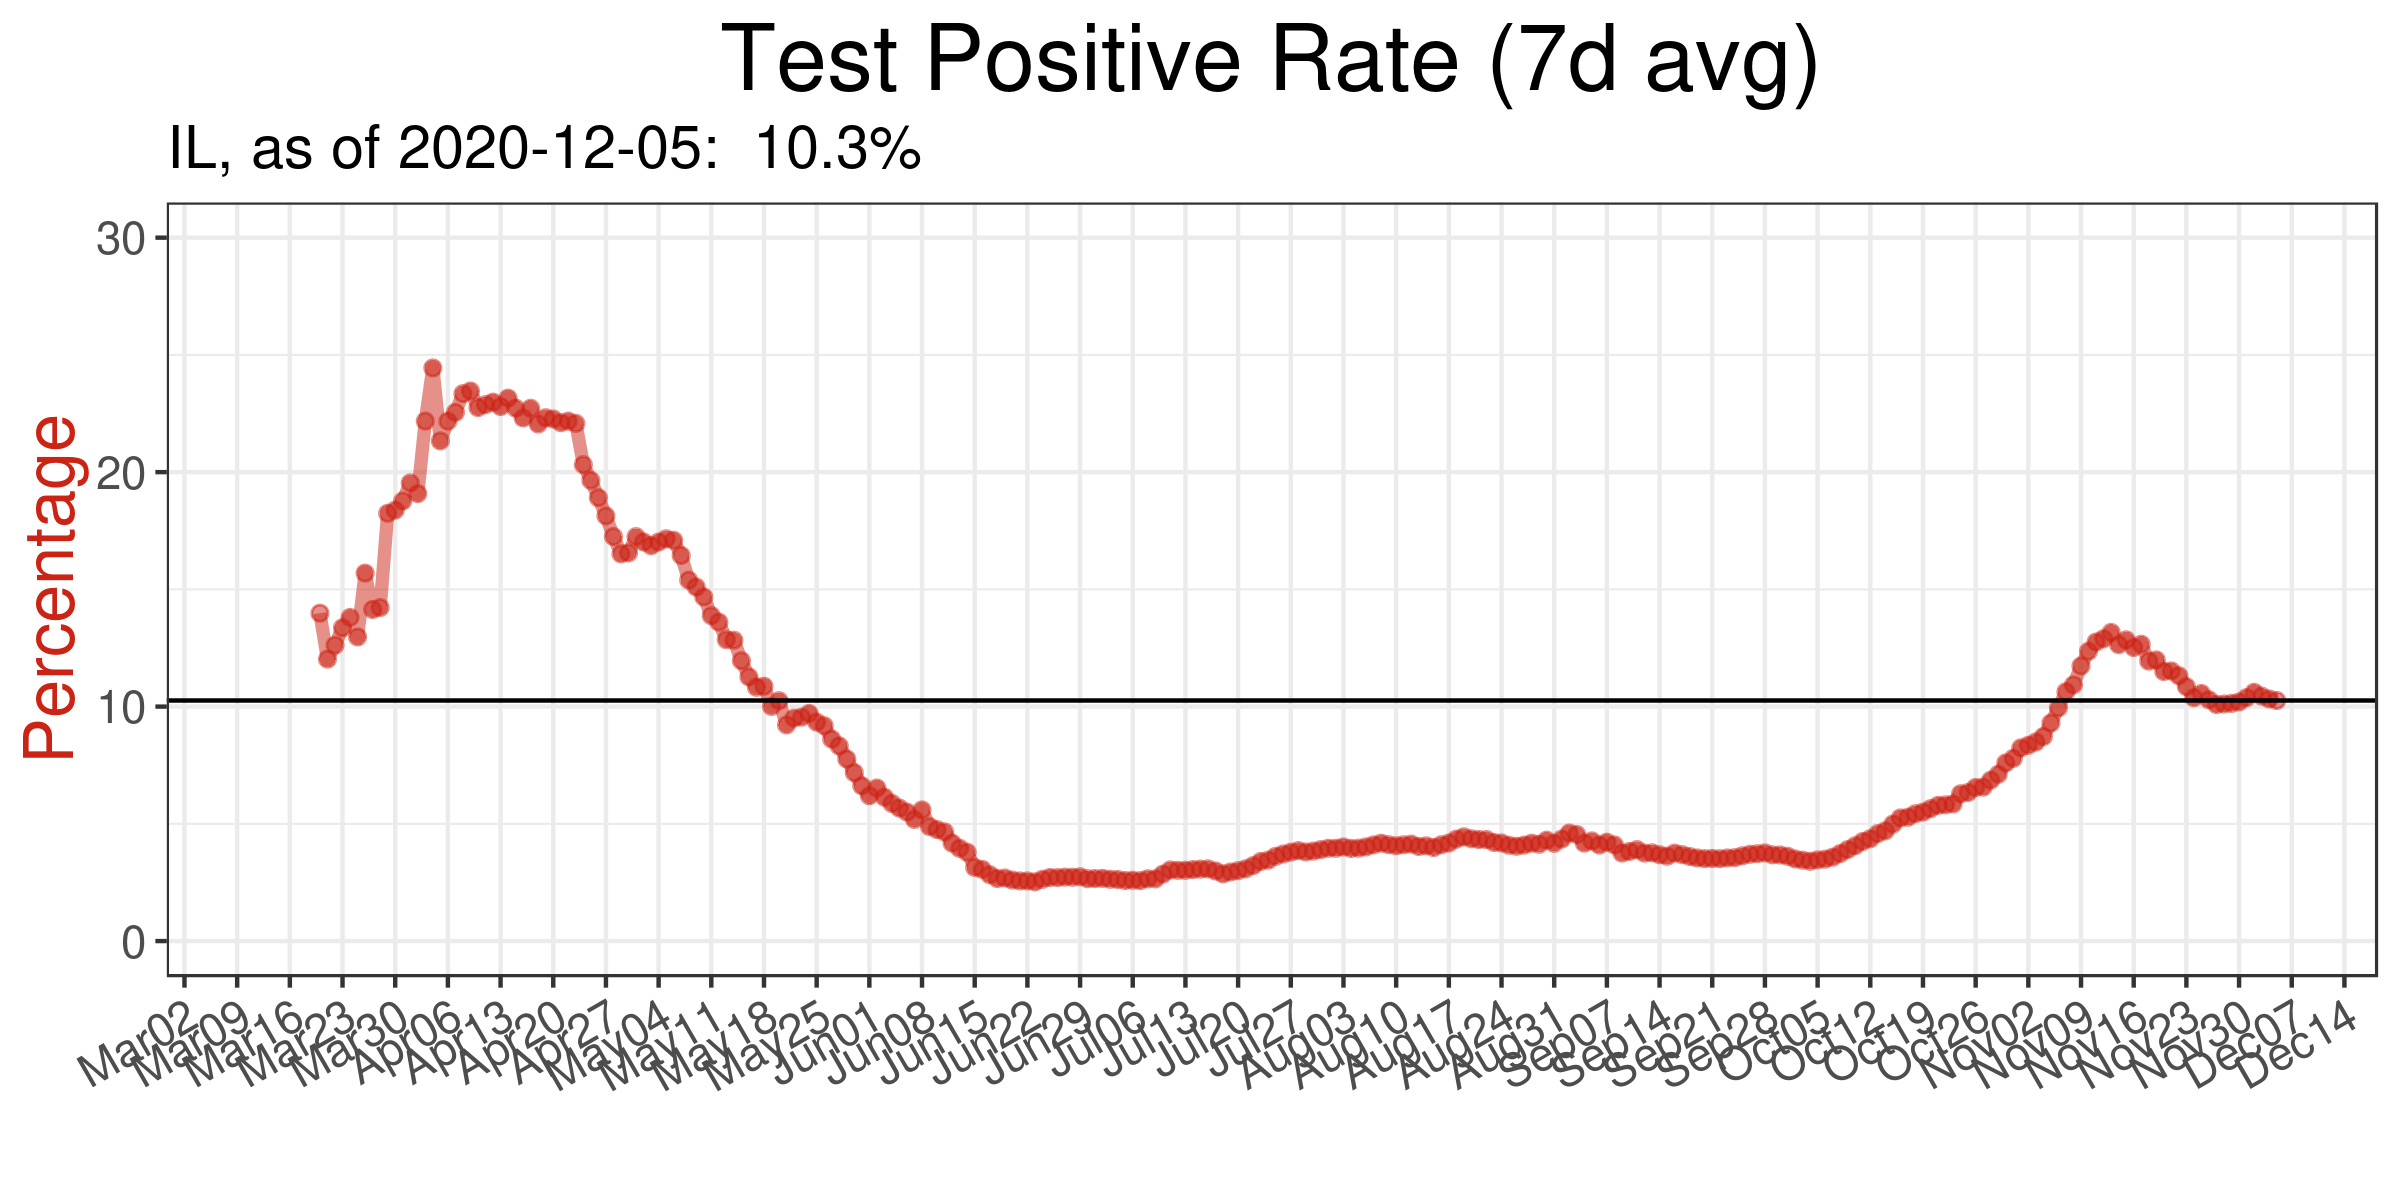 Test Positive Rate (7d avg)
IL, as of 2020-12-05:  10.3%
Percentage
30
20
10
0
Mar02
Mar09
Mar16
Mar23
Mar30
Apr06
Apr13
Apr20
Apr27
May04
May11
May18
May25
Jun01
Jun08
Jun15
Jun22
Jun29
Jul06
Jul13
Jul20
Jul27
Aug03
Aug10
Aug17
Aug24
Aug31
Sep07
Sep14
Sep21
Sep28
Oct05
Oct12
Oct19
Oct26
Nov02
Nov09
Nov16
Nov23
Nov30
Dec07
Dec14